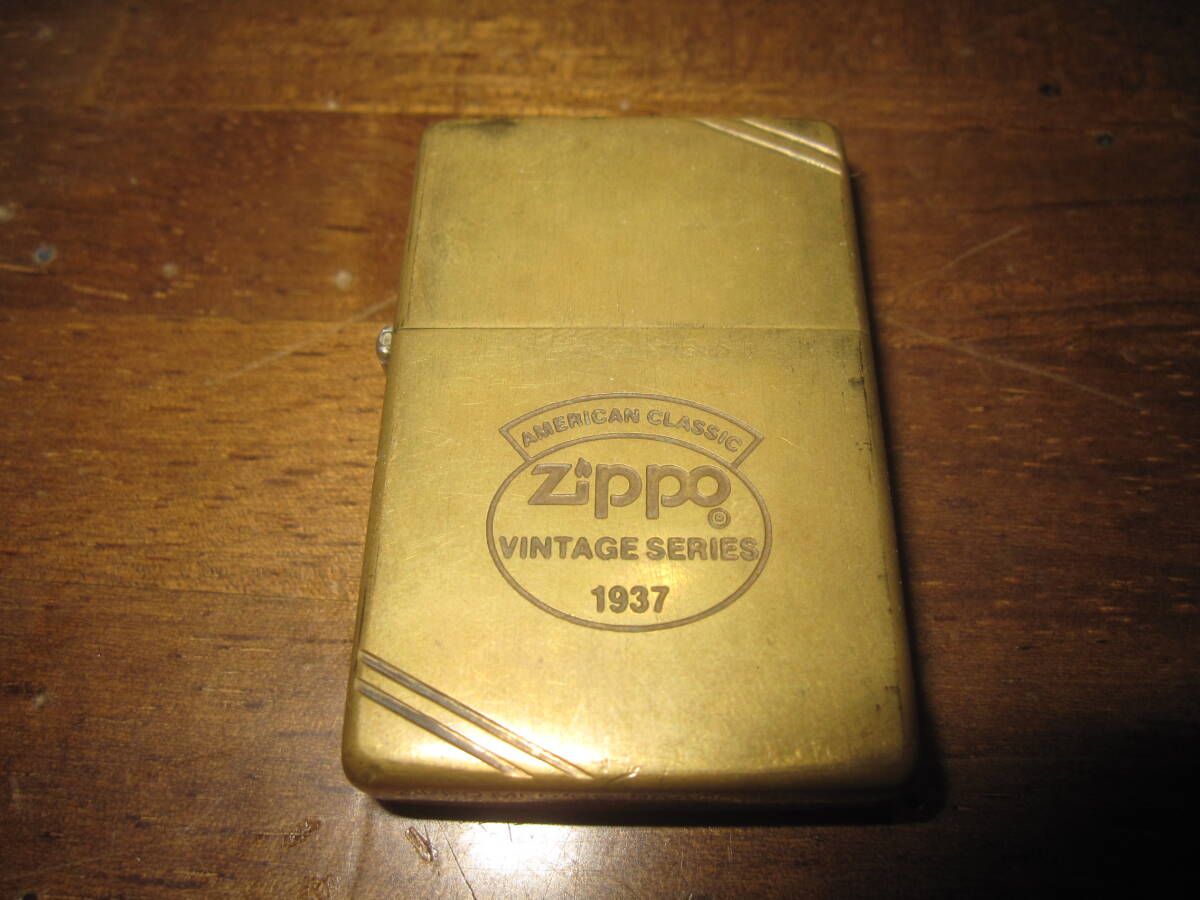 AMERICAN CLASSIC
Zippo
VINTAGE SERIES
1937